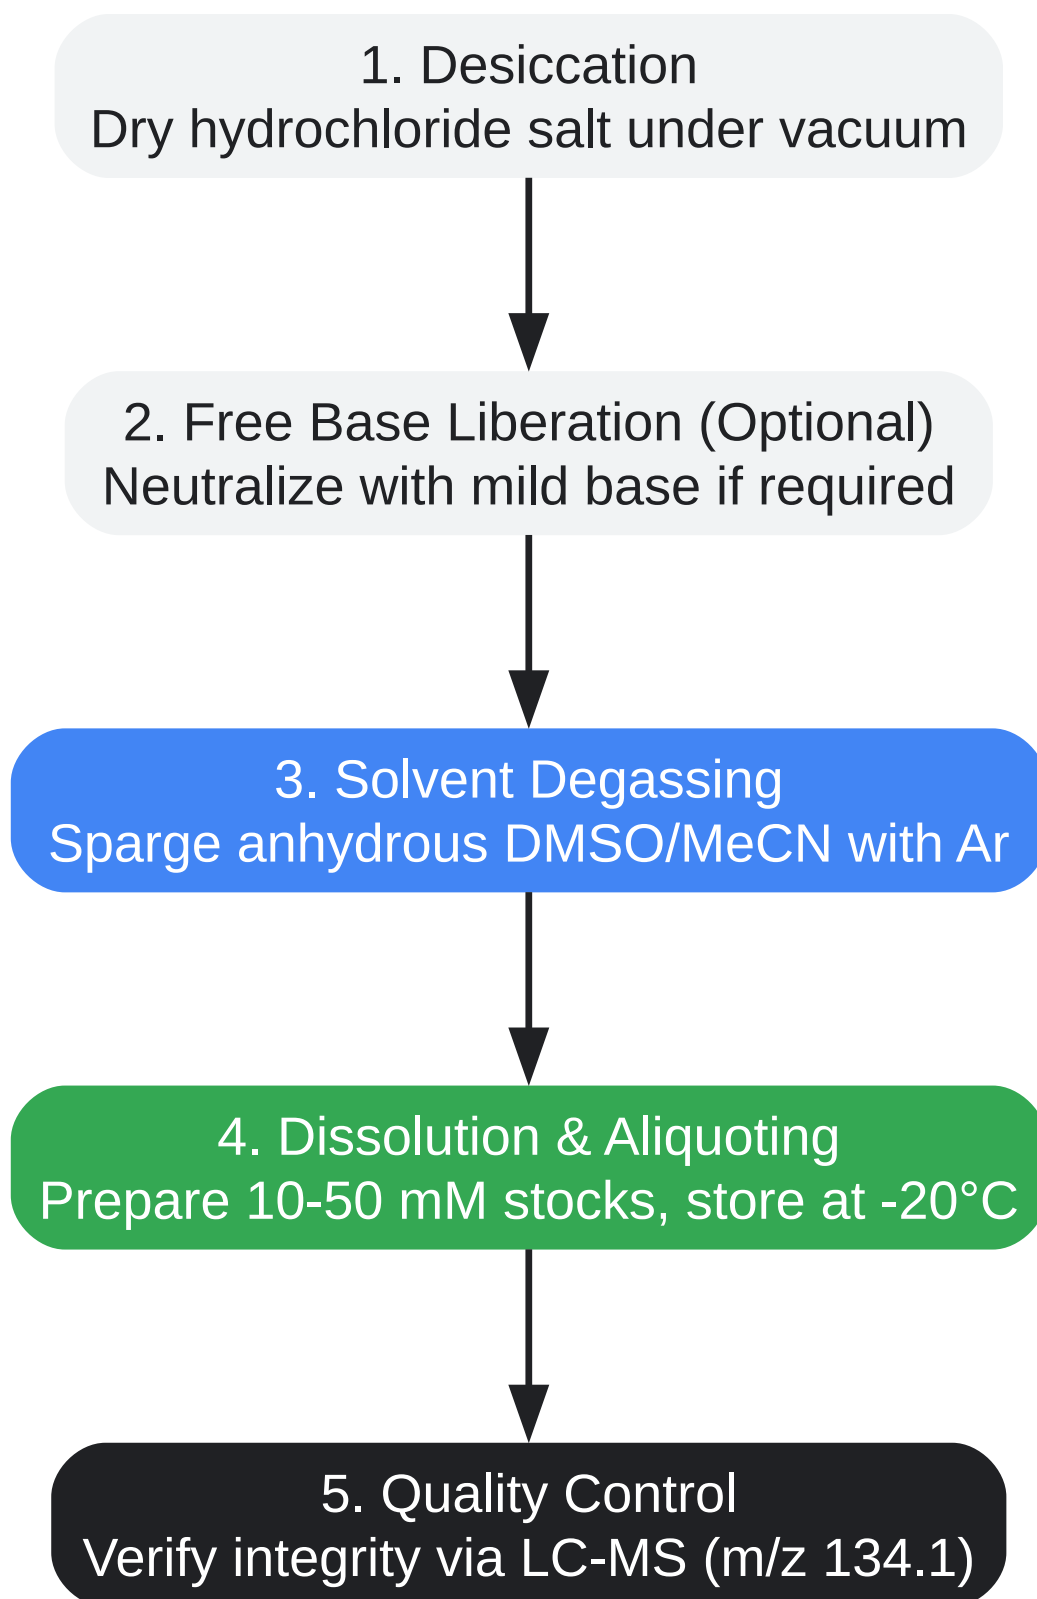 1. Desiccation
Dry hydrochloride salt under vacuum
2. Free Base Liberation (Optional)
Neutralize with mild base if required
3. Solvent Degassing
Sparge anhydrous DMSO/MeCN with Ar
4. Dissolution & Aliquoting
Prepare 10-50 mM stocks, store at -20°C
5. Quality Control
Verify integrity via LC-MS (m/z 134.1)